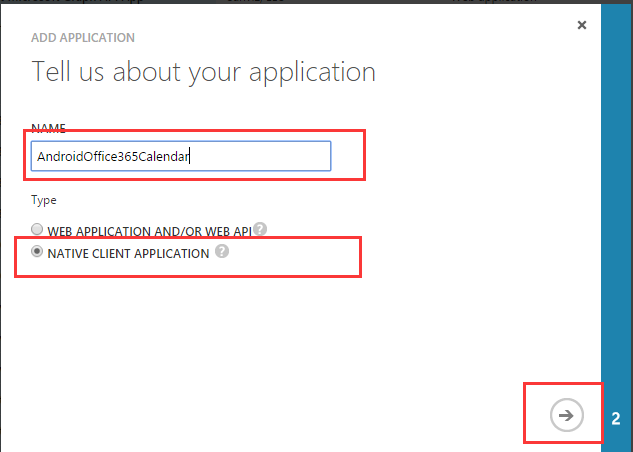 ADD APPLICATION
Tell us about your application
NAME
AndroidOffice365Calendar
Type
WEB APPLICATION AND/OR WEB API ?
NATIVE CLIENT APPLICATION ?
2